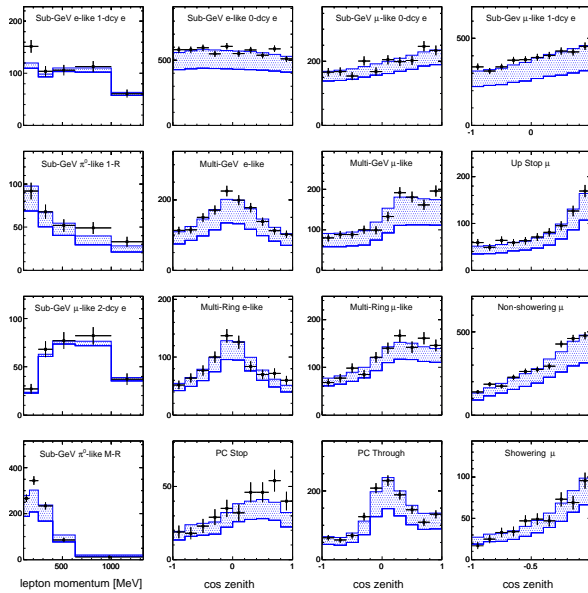 Sub-GeV e-like 1-dcy e
200
100
0
Sub-GeV e-like 0-dcy e
500
0
Sub-GeV μ-like 0-dcy e
200
0
Sub-Gev μ-like 1-dcy e
400
200
0
-1 0
Sub-GeV π⁰-like 1-R
100
50
0
Multi-GeV e-like
200
0
Multi-GeV μ-like
200
0
Up Stop μ
200
100
0
Sub-GeV μ-like 2-dcy e
100
50
0
Multi-Ring e-like
200
100
0
Multi-Ring μ-like
200
100
0
Non-showering μ
500
0
Sub-GeV π⁰-like M-R
400
200
0
500 1000
lepton momentum [MeV]
PC Stop
50
0
-1 0 1
cos zenith
PC Through
200
0
-1 0 1
cos zenith
Showering μ
100
50
0
-1 -0.5 0
cos zenith